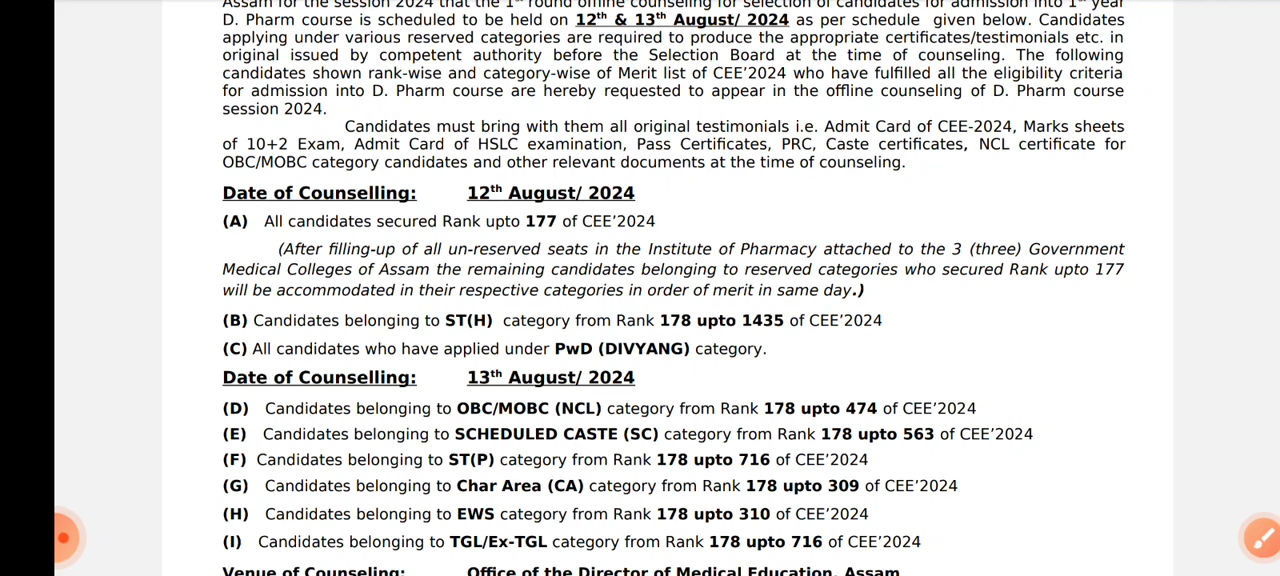 Assam for the session 2024 that the 1st round offline counseling for selection of candidates for admission into 1st year
D. Pharm course is scheduled to be held on 12th & 13th August/ 2024 as per schedule given below. Candidates
applying under various reserved categories are required to produce the appropriate certificates/testimonials etc. in
original issued by competent authority before the Selection Board at the time of counseling. The following
candidates shown rank-wise and category-wise of Merit list of CEE’2024 who have fulfilled all the eligibility criteria
for admission into D. Pharm course are hereby requested to appear in the offline counseling of D. Pharm course
session 2024.
Candidates must bring with them all original testimonials i.e. Admit Card of CEE-2024, Marks sheets
of 10+2 Exam, Admit Card of HSLC examination, Pass Certificates, PRC, Caste certificates, NCL certificate for
OBC/MOBC category candidates and other relevant documents at the time of counseling.
Date of Counselling: 12th August/ 2024
(A) All candidates secured Rank upto 177 of CEE’2024
(After filling-up of all un-reserved seats in the Institute of Pharmacy attached to the 3 (three) Government
Medical Colleges of Assam the remaining candidates belonging to reserved categories who secured Rank upto 177
will be accommodated in their respective categories in order of merit in same day.)
(B) Candidates belonging to ST(H) category from Rank 178 upto 1435 of CEE’2024
(C) All candidates who have applied under PwD (DIVYANG) category.
Date of Counselling: 13th August/ 2024
(D) Candidates belonging to OBC/MOBC (NCL) category from Rank 178 upto 474 of CEE’2024
(E) Candidates belonging to SCHEDULED CASTE (SC) category from Rank 178 upto 563 of CEE’2024
(F) Candidates belonging to ST(P) category from Rank 178 upto 716 of CEE’2024
(G) Candidates belonging to Char Area (CA) category from Rank 178 upto 309 of CEE’2024
(H) Candidates belonging to EWS category from Rank 178 upto 310 of CEE’2024
(I) Candidates belonging to TGL/Ex-TGL category from Rank 178 upto 716 of CEE’2024
Venue of Counseling: Office of the Director of Medical Education, Assam